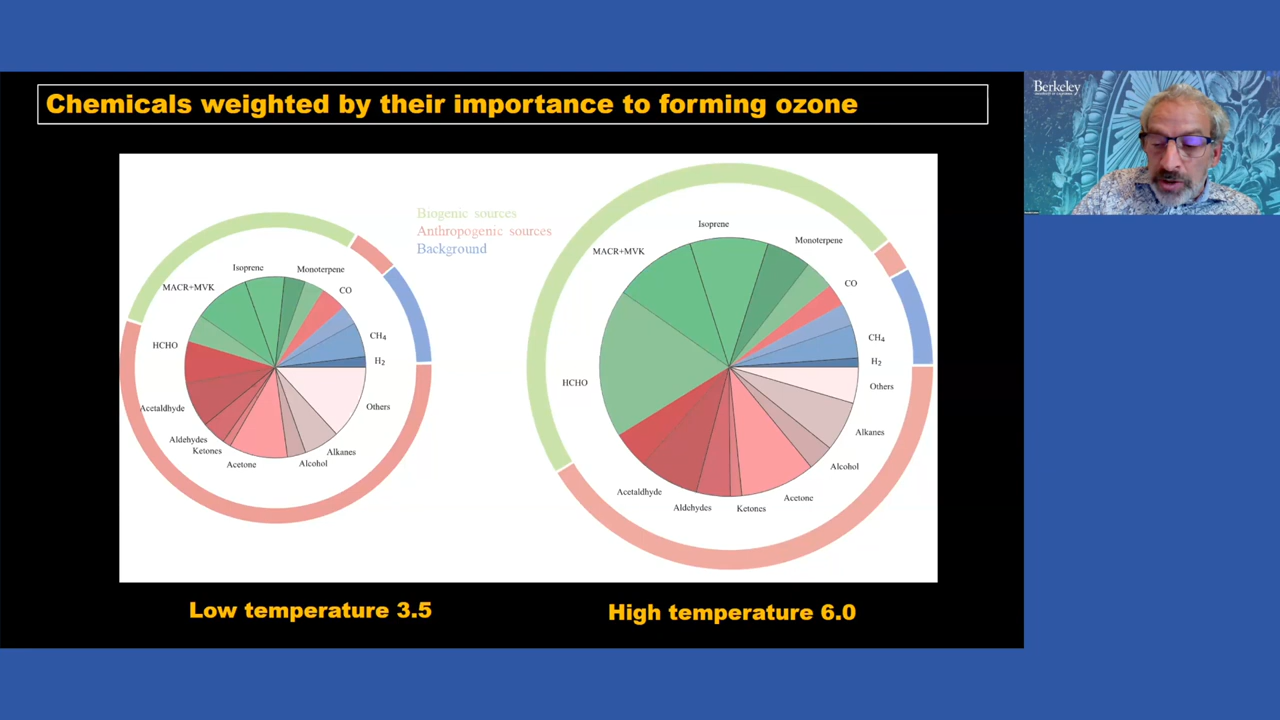 Chemicals weighted by their importance to forming ozone
Berkeley
Biogenic sources
Anthropogenic sources
Background
Isoprene
Monoterpene
MACR+MVK
CO
HCHO
CH₄
H₂
Acetaldhyde
Others
Aldehydes
Ketones
Alkanes
Acetone
Alcohol
Isoprene
Monoterpene
MACR+MVK
CO
CH₄
H₂
HCHO
Others
Alkanes
Alcohol
Acetaldhyde
Acetone
Aldehydes
Ketones
Low temperature 3.5
High temperature 6.0